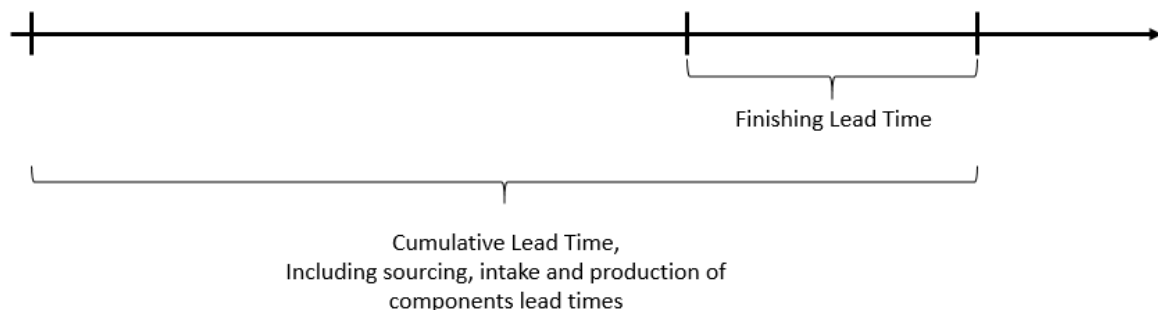 Finishing Lead Time
Cumulative Lead Time,
Including sourcing, intake and production of
components lead times